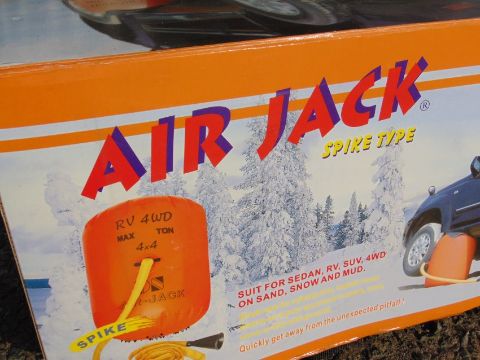 AIR JACK®
SPIKE TYPE
RV 4WD
MAX TON
4x4
R-JACK
SPIKE
SUIT FOR SEDAN, RV, SUV, 4WD
ON SAND, SNOW AND MUD.
Quickly get away from the unexpected pitfall!